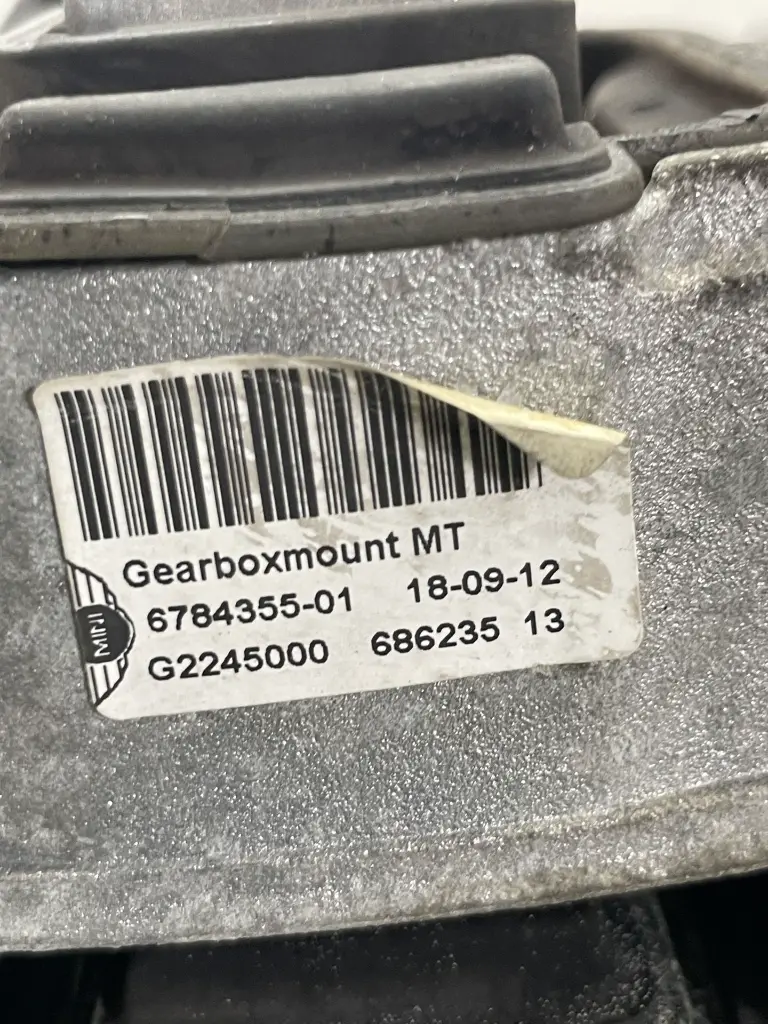 Gearboxmount MT
6784355-01 18-09-12
G2245000 686235 13
MINI